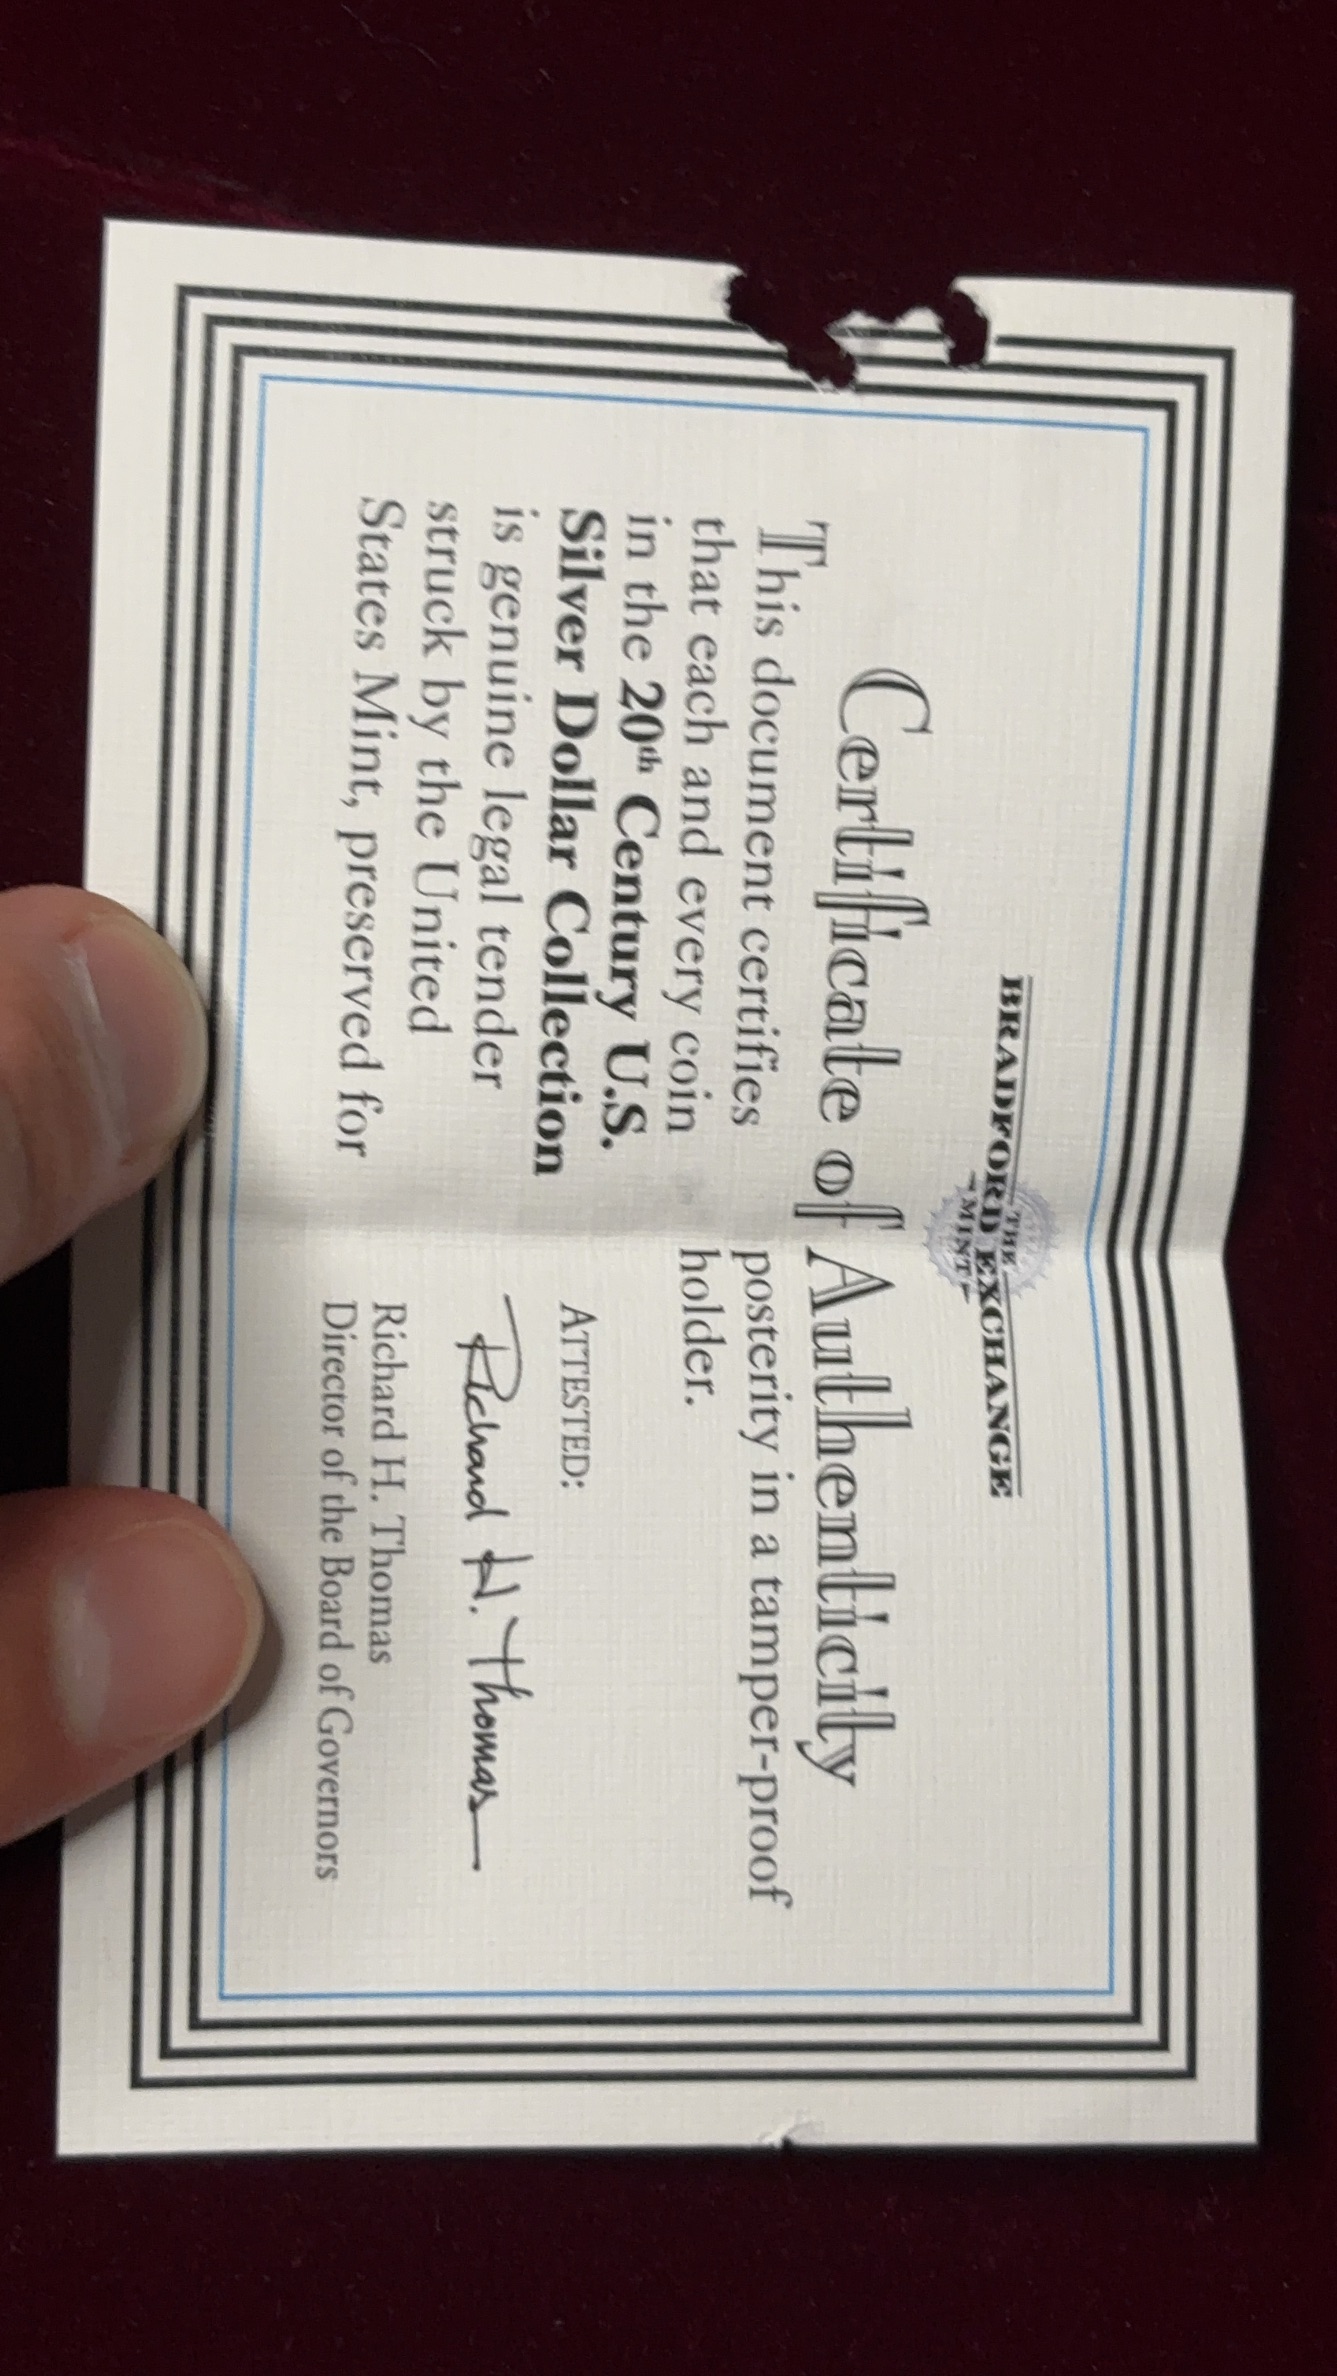 THE
BRADFORD EXCHANGE
MINT
Certificate of Authenticity
This document certifies
that each and every coin
in the 20th Century U.S.
Silver Dollar Collection
is genuine legal tender
struck by the United
States Mint, preserved for
posterity in a tamper-proof
holder.
ATTESTED:
Richard H. Thomas
Richard H. Thomas
Director of the Board of Governors